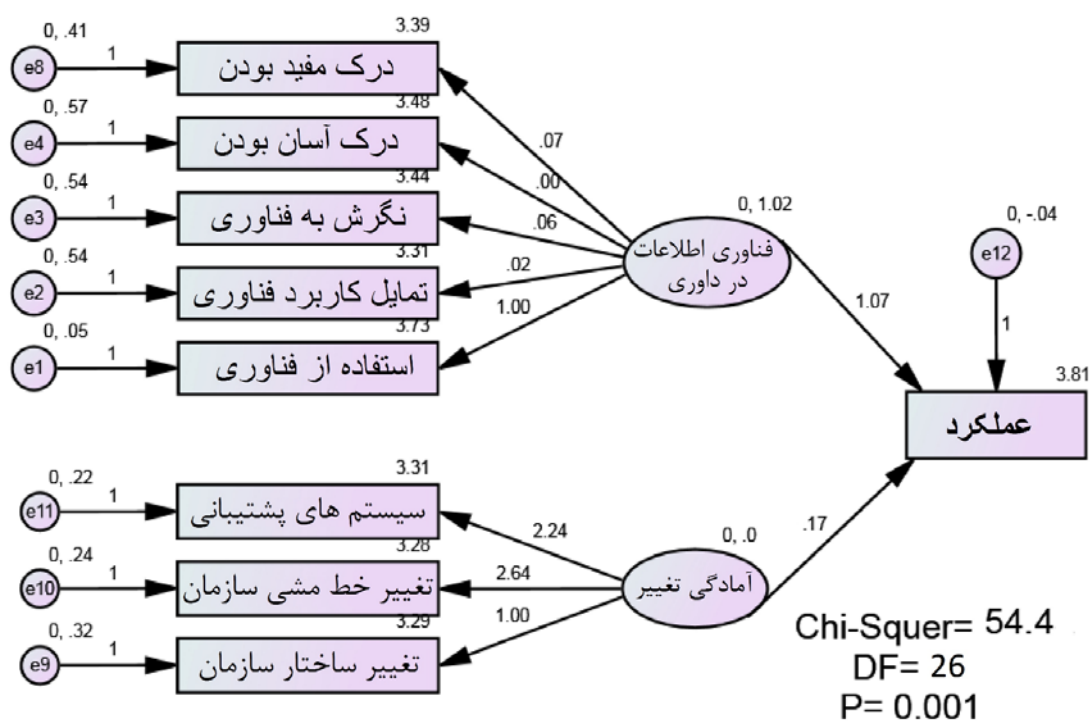 0, .41
e8
1
3.39
درک مفید بودن
0, .57
e4
1
3.48
درک آسان بودن
0, .54
e3
1
3.44
نگرش به فناوری
0, .54
e2
1
3.31
تمایل کاربرد فناوری
0, .05
e1
1
3.73
استفاده از فناوری
.07
.00
.06
.02
1.00
0, 1.02
فناوری اطلاعات
در داوری
1.07
0, -.04
e12
1
3.81
عملکرد
0, .22
e11
1
3.31
سیستم های پشتیبانی
0, .24
e10
1
3.28
تغییر خط مشی سازمان
0, .32
e9
1
3.29
تغییر ساختار سازمان
2.24
2.64
1.00
0, .0
آمادگی تغییر
.17
Chi-Squer= 54.4
DF= 26
P= 0.001